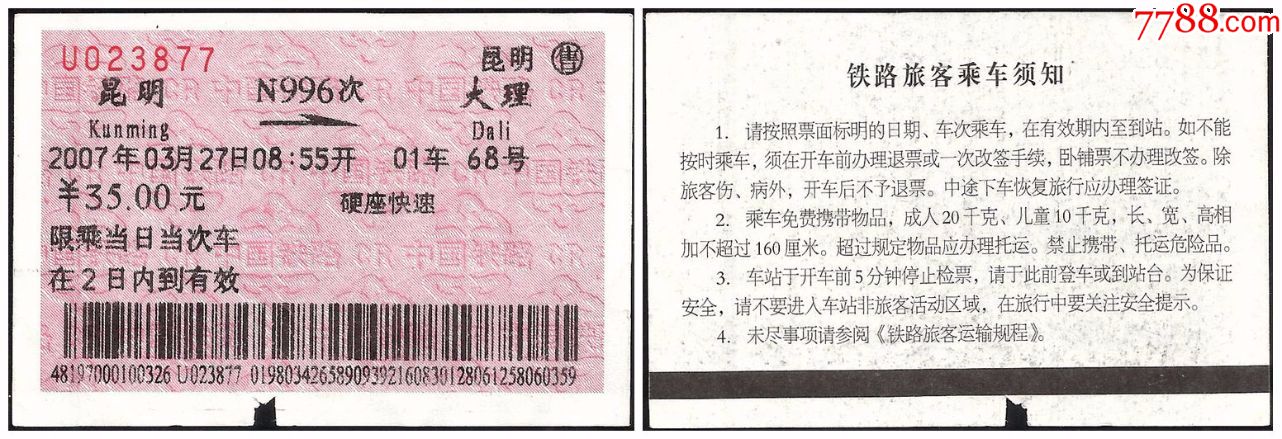 U023877
昆明 售
昆明 N996次 大理
Kunming Dali
2007年03月27日08:55开 01车 68号
¥35.00元 硬座快速
限乘当日当次车
在2日内到有效
48197000100326 U023877 019803426589093921608301280612580603​59
7788.com
铁路旅客乘车须知
1. 请按照票面标明的日期、车次乘车，在有效期内至到站。如不能
按时乘车，须在开车前办理退票或一次改签手续，卧铺票不办理改签。除
旅客伤、病外，开车后不予退票。中途下车恢复旅行应办理签证。
2. 乘车免费携带物品，成人20千克、儿童10千克，长、宽、高相
加不超过160厘米。超过规定物品应办理托运。禁止携带、托运危险品。
3. 车站于开车前5分钟停止检票，请于此前登车或到站台。为保证
安全，请不要进入车站非旅客活动区域，在旅行中要关注安全提示。
4. 未尽事项请参阅《铁路旅客运输规程》。